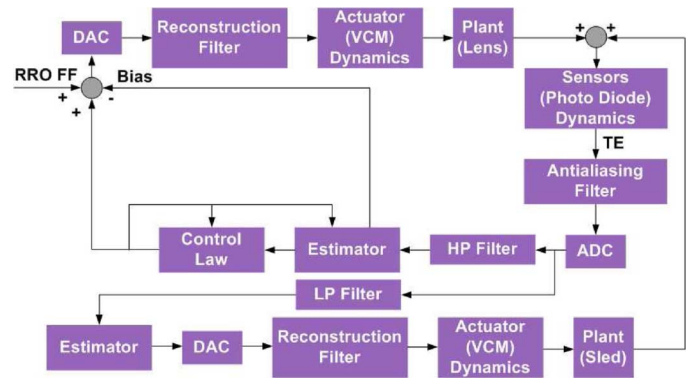 DAC
Reconstruction
Filter
Actuator
(VCM)
Dynamics
Plant
(Lens)
+
+
RRO FF
+
+
Bias
-
Sensors
(Photo Diode)
Dynamics
TE
Antialiasing
Filter
Control
Law
Estimator
HP Filter
ADC
LP Filter
Estimator
DAC
Reconstruction
Filter
Actuator
(VCM)
Dynamics
Plant
(Sled)